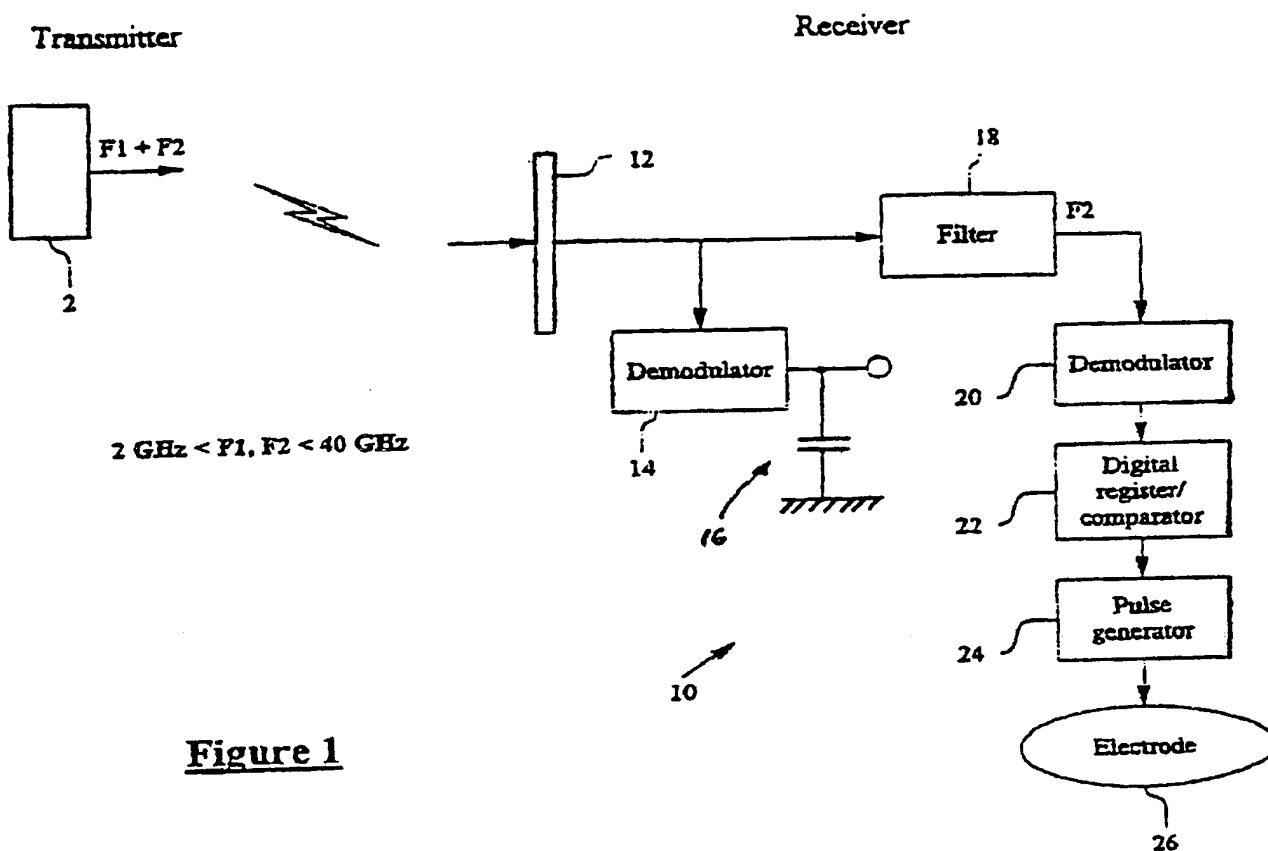 Transmitter
Receiver
F1 + F2
2
12
18
Filter
F2
Demodulator
14
16
2 GHz < F1, F2 < 40 GHz
Demodulator
20
Digital
register/
comparator
22
Pulse
generator
24
10
Electrode
26
Figure 1